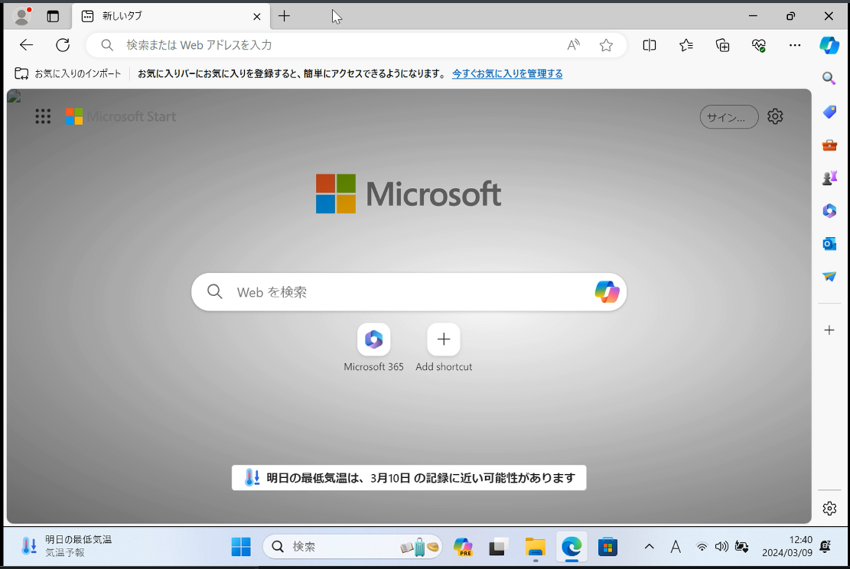 新しいタブ
検索または Web アドレスを入力
お気に入りのインポート
お気に入りバーにお気に入りを登録すると、簡単にアクセスできるようになります。 今すぐお気に入りを管理する
Microsoft Start
サイン...
Microsoft
Web を検索
Microsoft 365
Add shortcut
明日の最低気温は、3月10日 の記録に近い可能性があります
明日の最低気温
気温予報
検索
PRE
A
12:40
2024/03/09